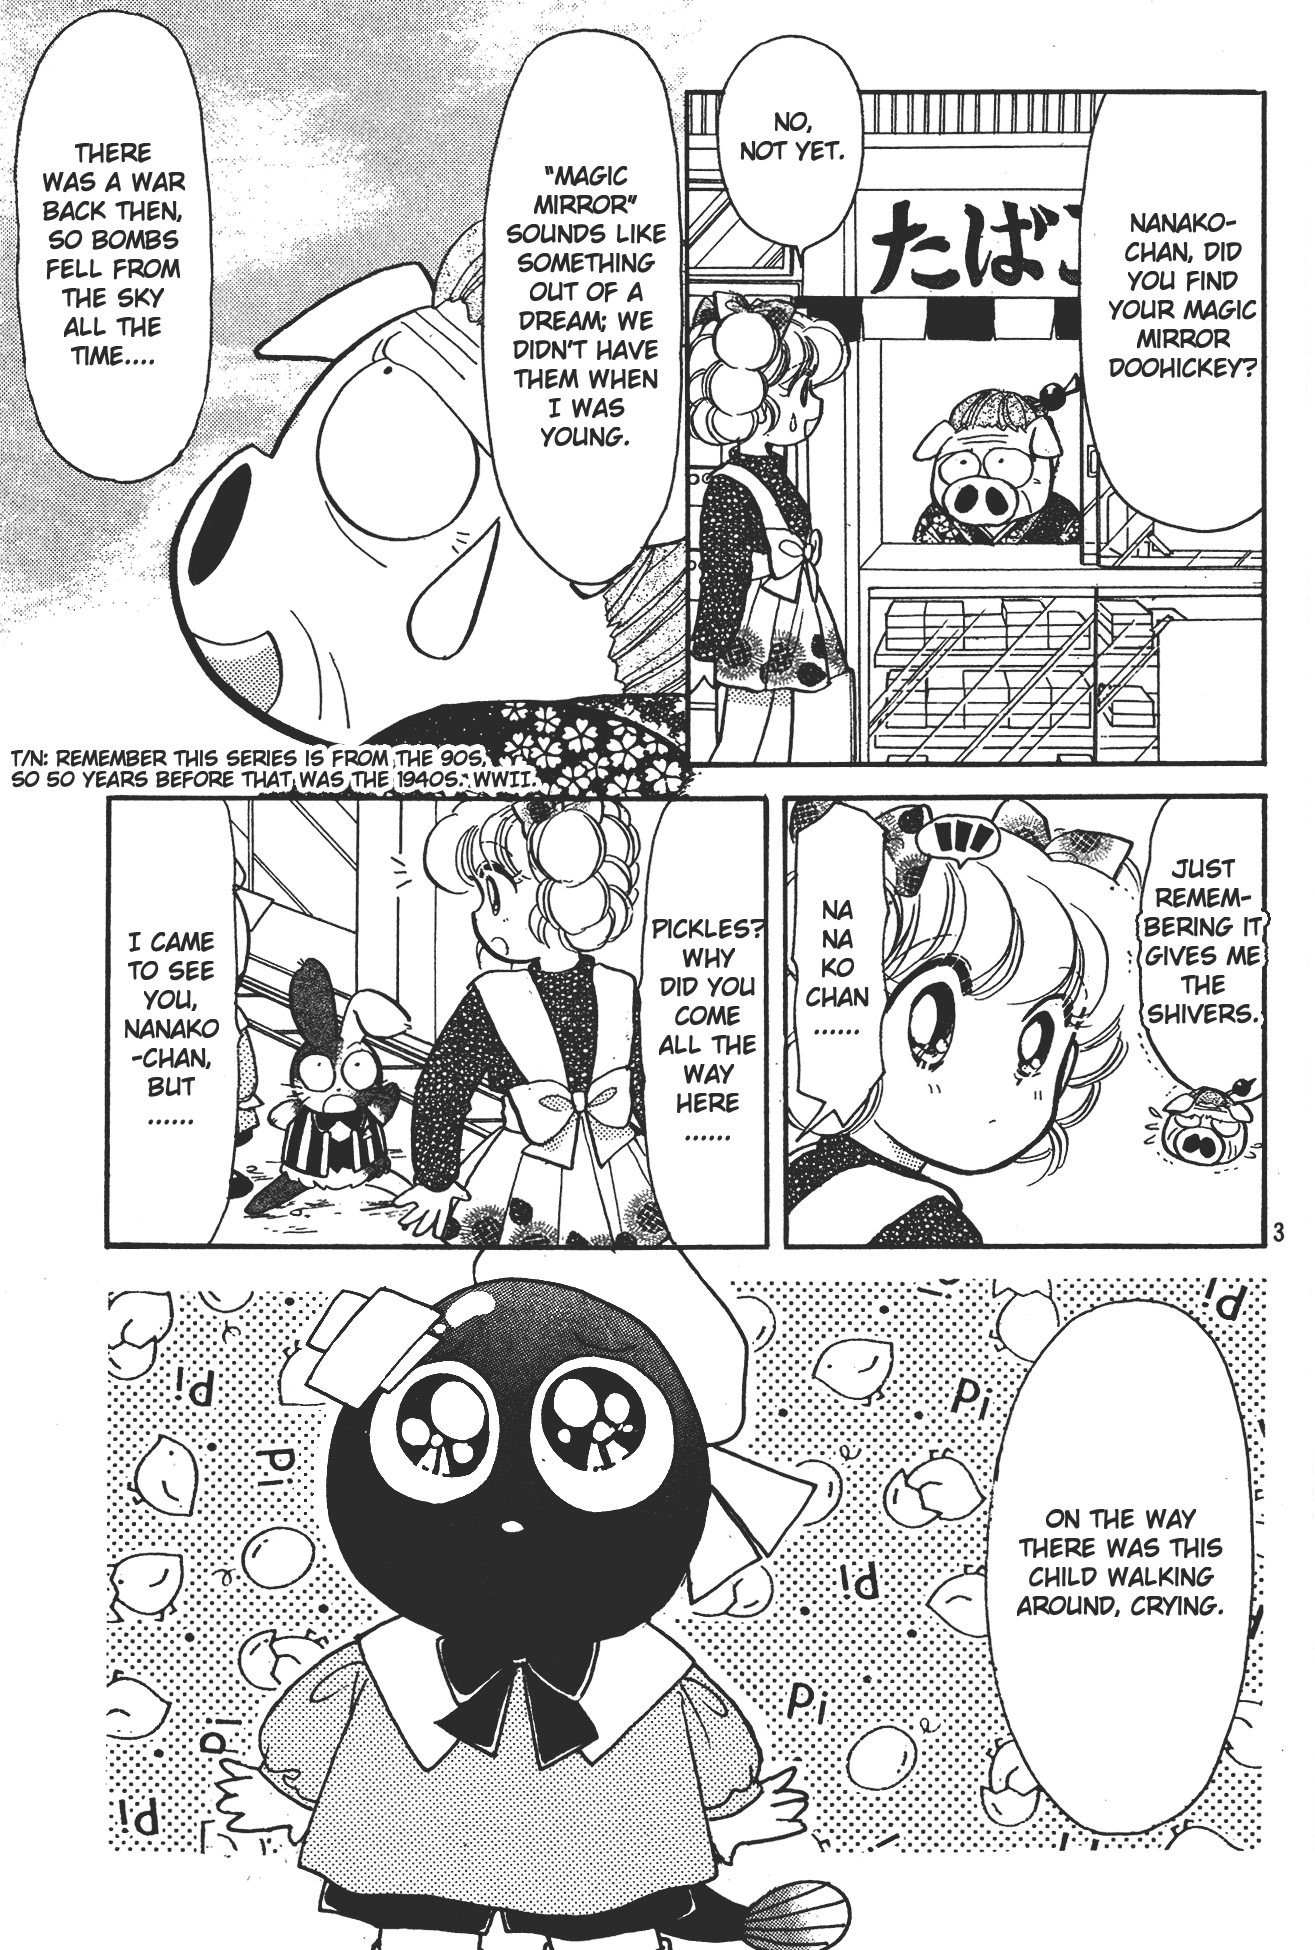 NANAKO-
CHAN, DID
YOU FIND
YOUR MAGIC
MIRROR
DOOHICKEY?
NO,
NOT YET.
たばこ
"MAGIC
MIRROR"
SOUNDS LIKE
SOMETHING
OUT OF A
DREAM; WE
DIDN'T HAVE
THEM WHEN
I WAS
YOUNG.
THERE
WAS A WAR
BACK THEN,
SO BOMBS
FELL FROM
THE SKY
ALL THE
TIME....
T/N: REMEMBER THIS SERIES IS FROM THE 90S,
SO 50 YEARS BEFORE THAT WAS THE 1940S. WWII.
JUST
REMEM-
BERING IT
GIVES ME
THE
SHIVERS.
NA
NA
KO
CHAN
......
PICKLES?
WHY
DID YOU
COME
ALL THE
WAY
HERE
......
I CAME
TO SEE
YOU,
NANAKO
-CHAN,
BUT
......
3
ON THE WAY
THERE WAS THIS
CHILD WALKING
AROUND, CRYING.
Pi
Pi
Pi
Pi
Pi
Pi
Pi
Pi